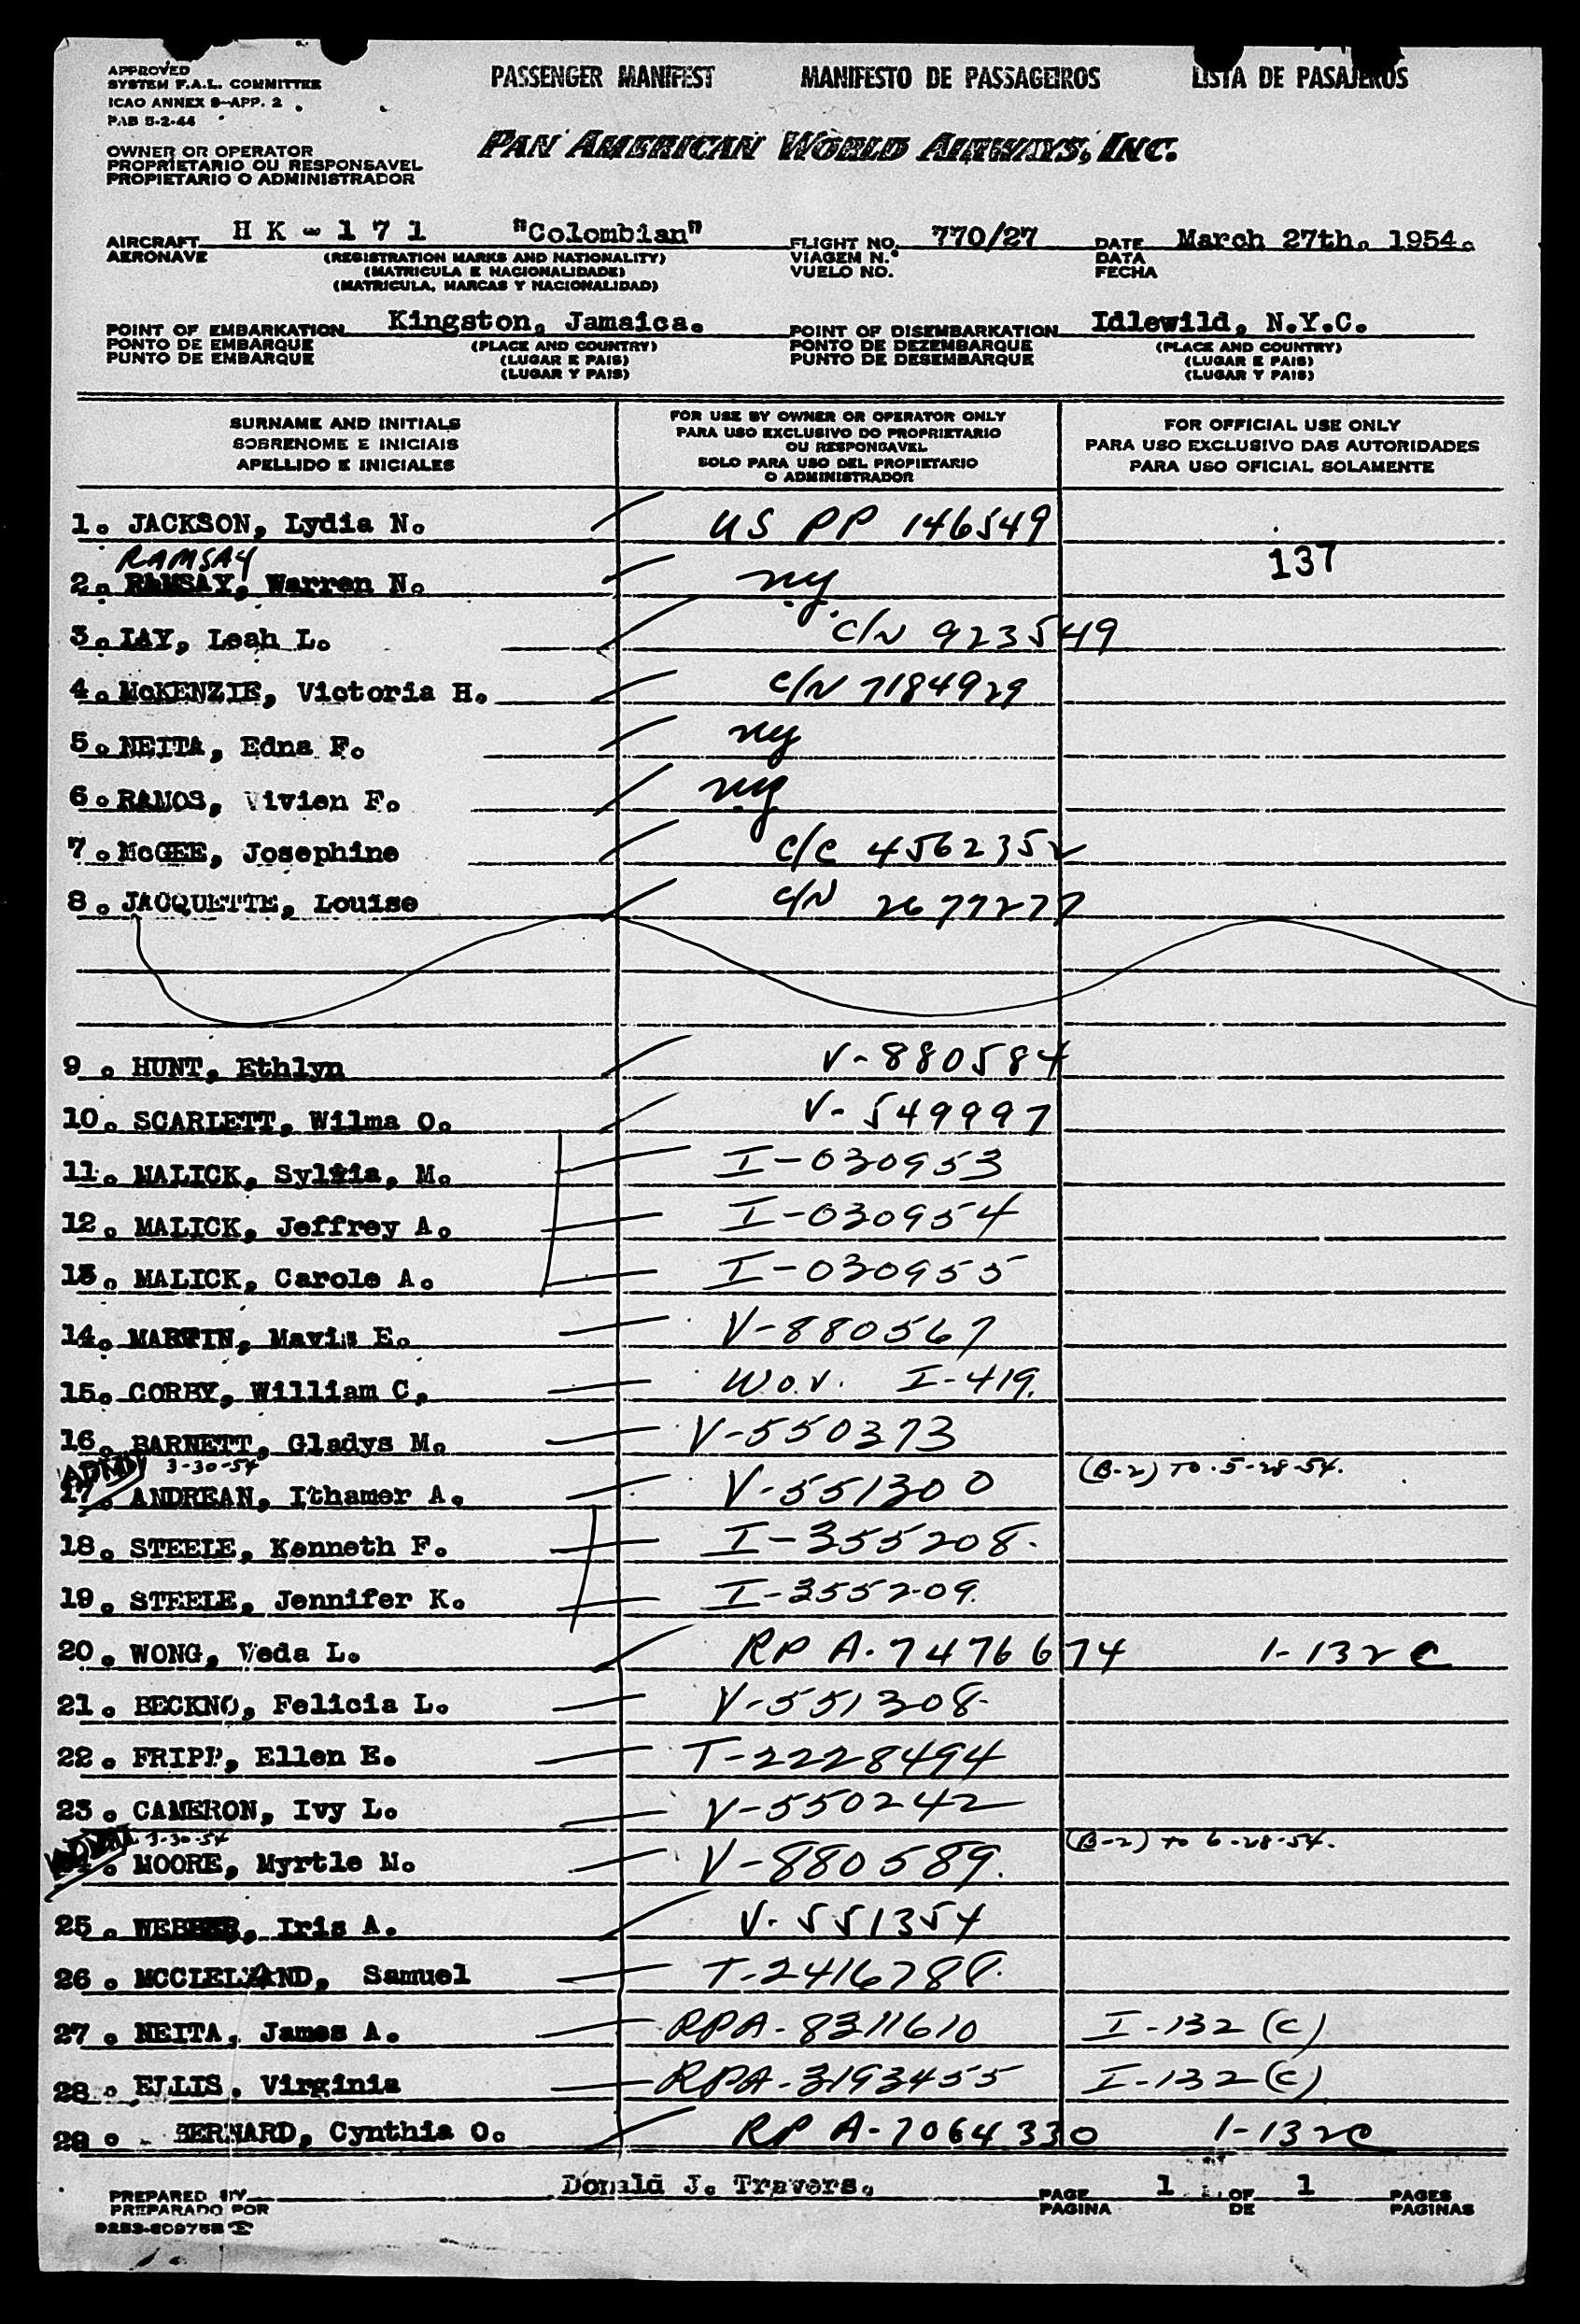 APPROVED
SYSTEM F.A.L. COMMITTEE
ICAO ANNEX 9-APP. 2
PAB 5-2-44
PASSENGER MANIFEST MANIFESTO DE PASSAGEIROS LISTA DE PASAJEROS
OWNER OR OPERATOR
PROPRIETARIO OU RESPONSAVEL
PROPIETARIO O ADMINISTRADOR
PAN AMERICAN WORLD AIRWAYS, INC.
AIRCRAFT HK-171 "Colombian" FLIGHT NO. 770/27 DATE March 27th. 1954.
AERONAVE (REGISTRATION MARKS AND NATIONALITY) VIAGEM N.º DATA
(MATRICULA E NACIONALIDADE) VUELO NO. FECHA
(MATRICULA, MARCAS Y NACIONALIDAD)
POINT OF EMBARKATION Kingston, Jamaica. POINT OF DISEMBARKATION Idlewild, N.Y.C.
PONTO DE EMBARQUE (PLACE AND COUNTRY) PONTO DE DEZEMBARQUE (PLACE AND COUNTRY)
PUNTO DE EMBARQUE (LUGAR E PAIS) PUNTO DE DESEMBARQUE (LUGAR E PAIS)
(LUGAR Y PAIS) (LUGAR Y PAIS)
SURNAME AND INITIALS
SOBRENOME E INICIAIS
APELLIDO E INICIALES
FOR USE BY OWNER OR OPERATOR ONLY
PARA USO EXCLUSIVO DO PROPRIETARIO
OU RESPONSAVEL
SOLO PARA USO DEL PROPIETARIO
O ADMINISTRADOR
FOR OFFICIAL USE ONLY
PARA USO EXCLUSIVO DAS AUTORIDADES
PARA USO OFICIAL SOLAMENTE
1. JACKSON, Lydia N. US PP 146549
RAMSAY 137
2. RAMSAY, Warren N. ny
3. LAY, Leah L. C/N 923549
4. McKENZIE, Victoria H. C/N 7184929
5. NEITA, Edna F. ny
6. RAMOS, Vivien F. ny
7. McGEE, Josephine C/C 4562352
8. JACQUETTE, Louise C/N 2677277
9. HUNT, Ethlyn V-880584
10. SCARLETT, Wilma O. V-549997
11. MALICK, Sylvia, M. I-030953
12. MALICK, Jeffrey A. I-030954
13. MALICK, Carole A. I-030955
14. MARTIN, Mavis E. V-880567
15. CORBY, William C, W.O.V. I-419.
16. BARNETT, Gladys M. V-550373
ADMD 3-30-54 (B-2) TO 5-28-54.
17. ANDREAN, Ithamer A. V-551300
18. STEELE, Kenneth F. I-355208.
19. STEELE, Jennifer K. I-355209.
20. WONG, Veda L. RP A-7476674 I-132C
21. BECKNO, Felicia L. V-551308
22. FRIPP, Ellen E. T-2228494
23. CAMERON, Ivy L. V-550242
3-30-54 (B-2) TO 6-28-54.
. MOORE, Myrtle M. V-880589.
25. WEBBER, Iris A. V-551354
26. MCCLELLAND, Samuel T-2416788.
27. NEITA, James A. RPA-8311610 I-132(C)
28. ELLIS, Virginia RPA-3193455 I-132(C)
29. BERNARD, Cynthia O. RP A-7064330 I-132C
PREPARED BY Donald J. Travers. PAGE 1 OF 1 PAGES
PREPARADO POR PAGINA DE PAGINAS